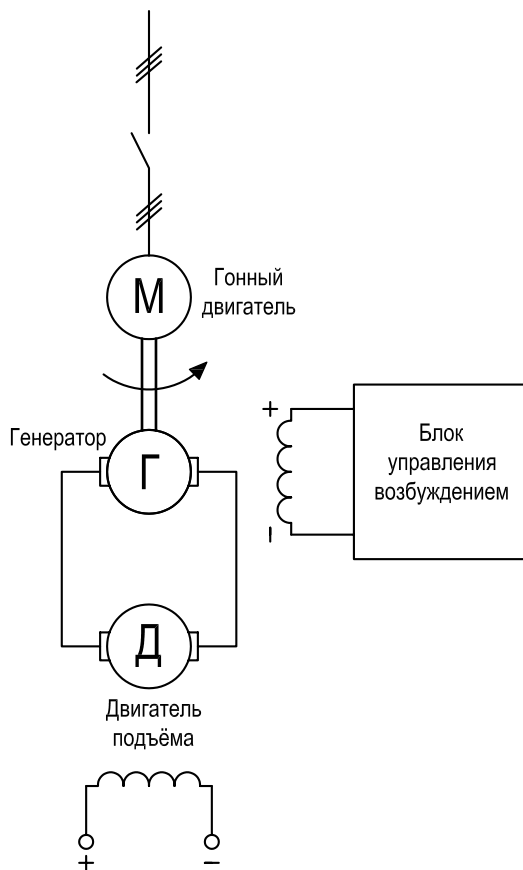 М
Гонный
двигатель
Генератор
Г
+
–
Блок
управления
возбуждением
Д
Двигатель
подъёма
+ –